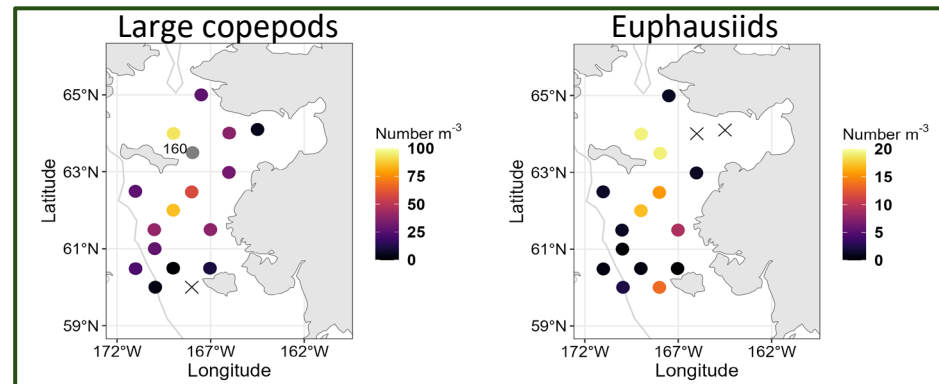 Large copepods
65°N
63°N
61°N
59°N
172°W
167°W
162°W
Longitude
Latitude
160
Number m⁻³
100
75
50
25
0
Euphausiids
65°N
63°N
61°N
59°N
172°W
167°W
162°W
Longitude
Latitude
Number m⁻³
20
15
10
5
0